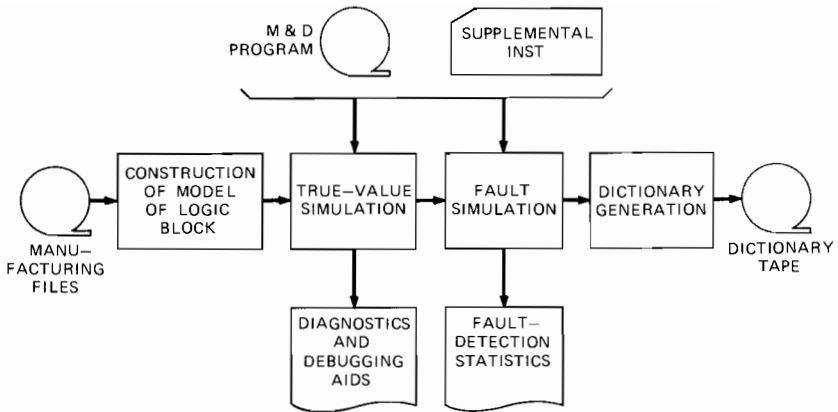 M & D
PROGRAM
SUPPLEMENTAL
INST
MANU–
FACTURING
FILES
CONSTRUCTION
OF MODEL
OF LOGIC
BLOCK
TRUE–VALUE
SIMULATION
FAULT
SIMULATION
DICTIONARY
GENERATION
DICTIONARY
TAPE
DIAGNOSTICS
AND
DEBUGGING
AIDS
FAULT–
DETECTION
STATISTICS